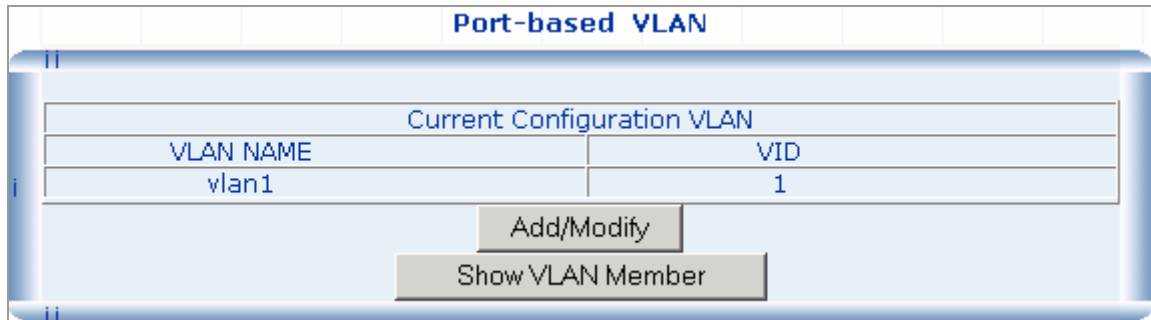 Port-based VLAN
Current Configuration VLAN
VLAN NAME VID
vlan1 1
Add/Modify
Show VLAN Member